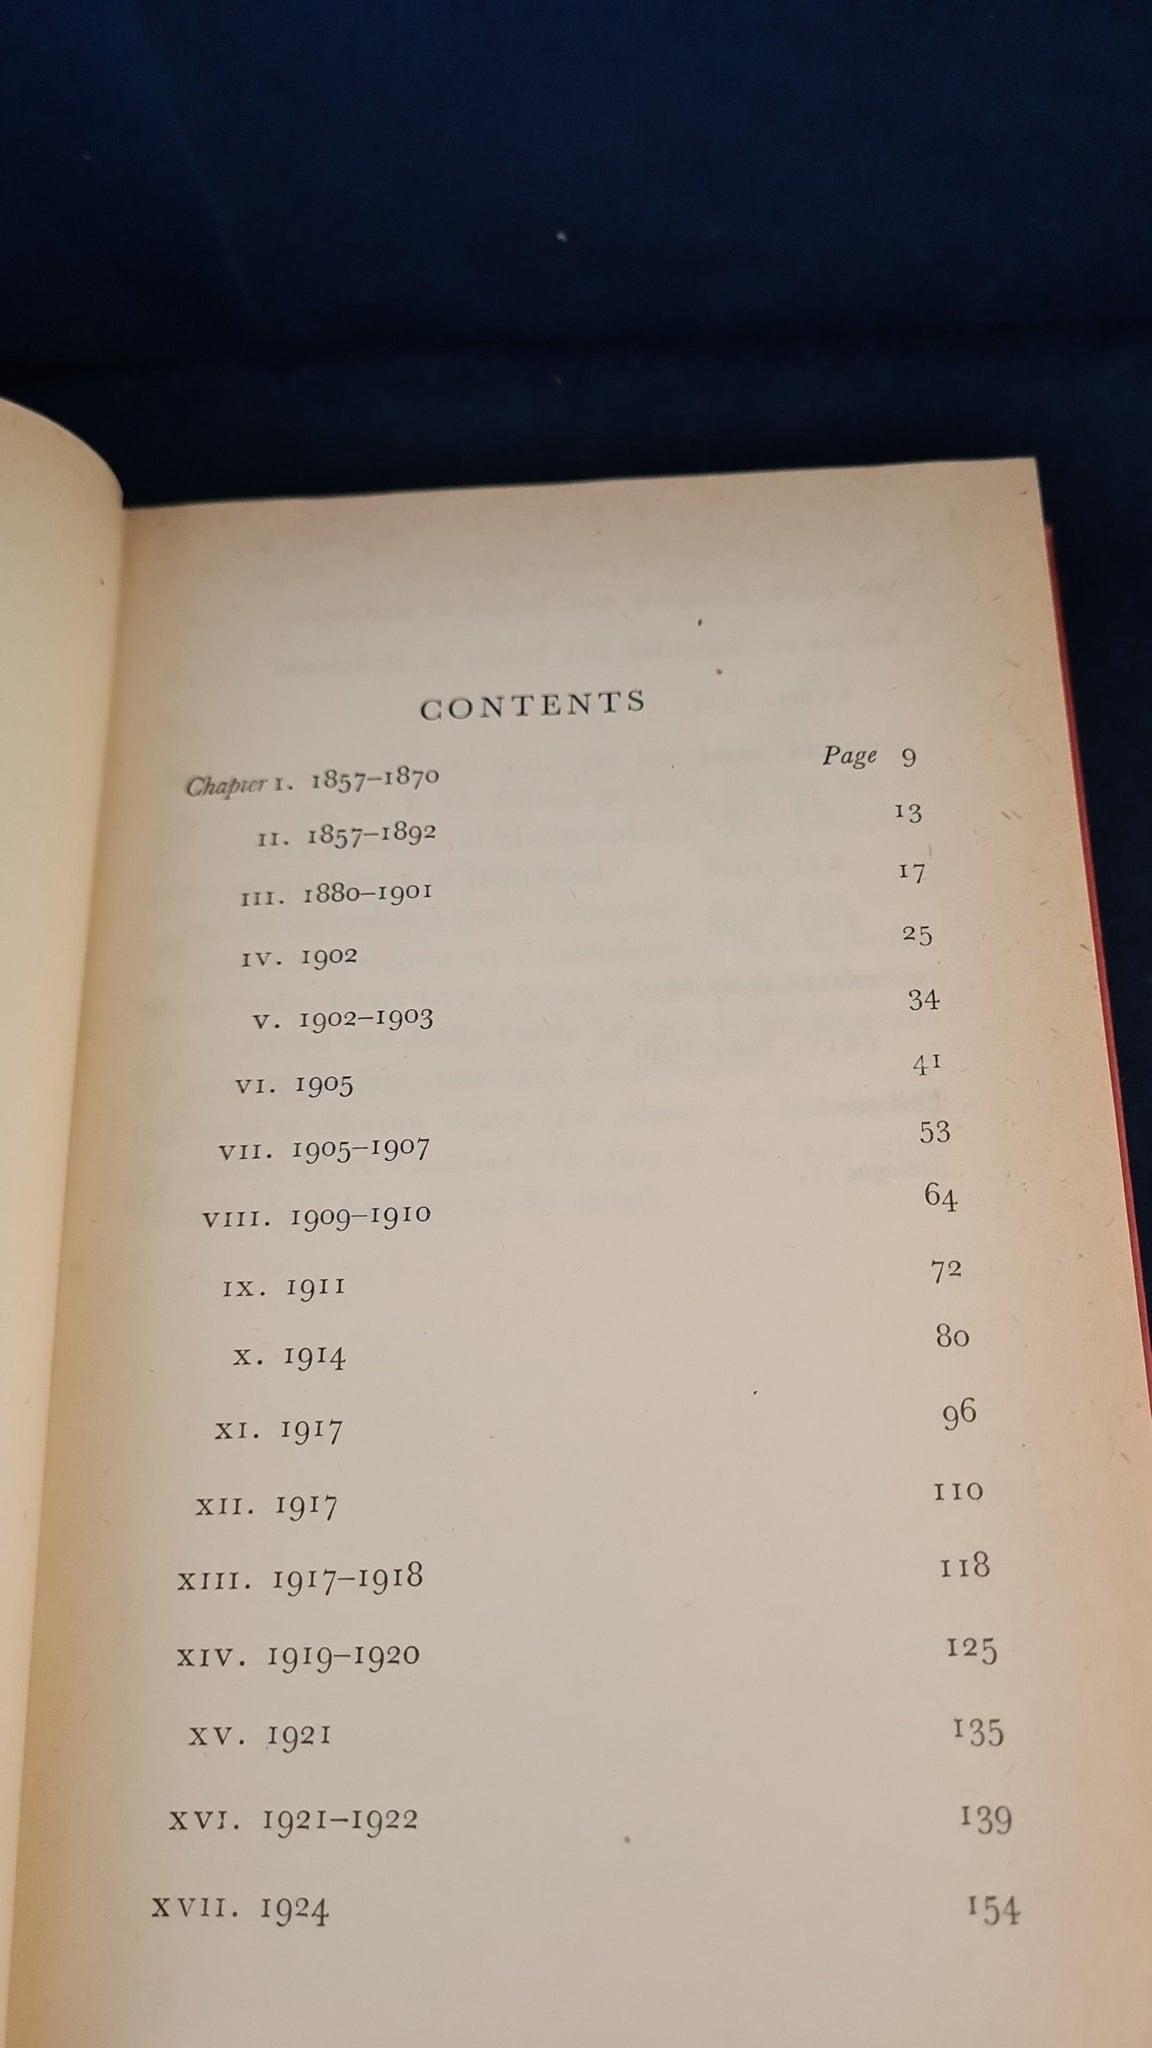 CONTENTS
Chapter I. 1857–1870 Page 9
II. 1857–1892 13
III. 1880–1901 17
IV. 1902 25
V. 1902–1903 34
VI. 1905 41
VII. 1905–1907 53
VIII. 1909–1910 64
IX. 1911 72
X. 1914 80
XI. 1917 96
XII. 1917 110
XIII. 1917–1918 118
XIV. 1919–1920 125
XV. 1921 135
XVI. 1921–1922 139
XVII. 1924 154